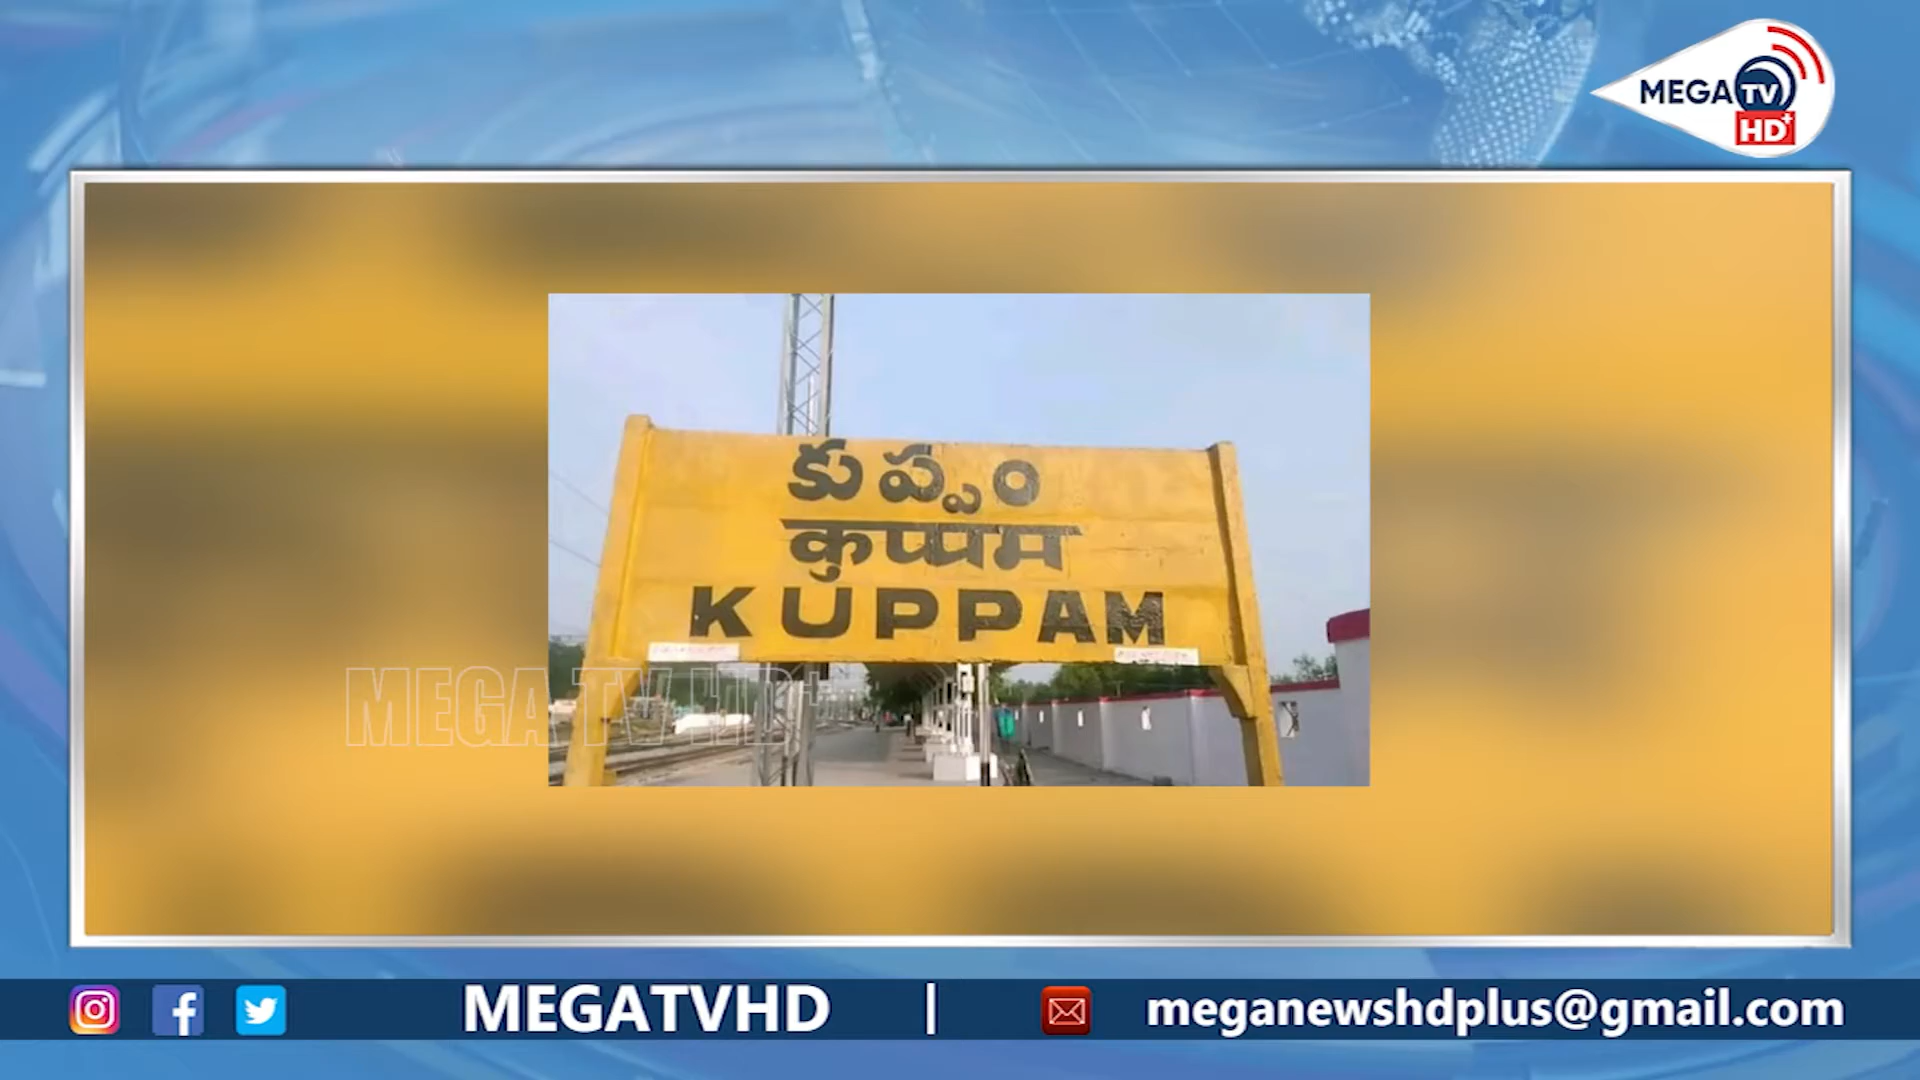 MEGA TV
HD+
కుప్పం
कुप्पम
KUPPAM
MEGA TV HD+
MEGATVHD | meganewshdplus@gmail.com